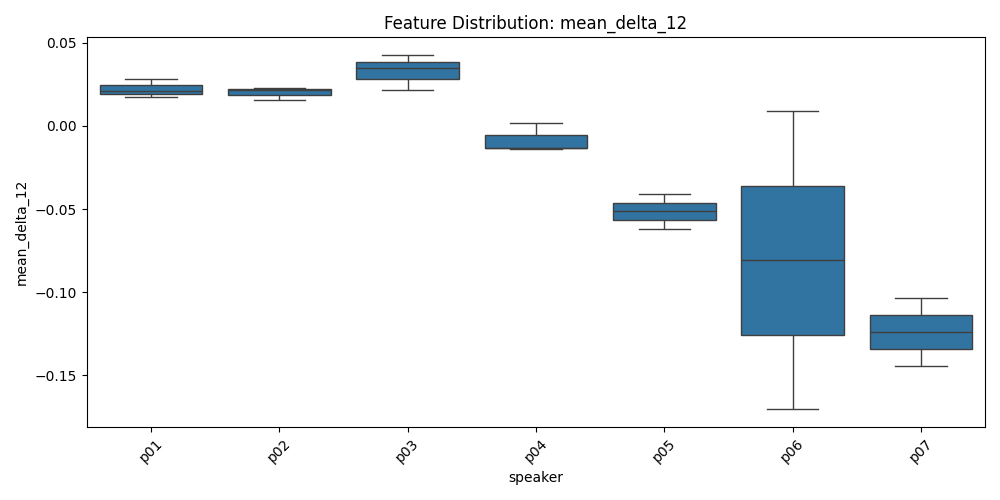 Feature Distribution: mean_delta_12
mean_delta_12
0.05
0.00
−0.05
−0.10
−0.15
p01 p02 p03 p04 p05 p06 p07
speaker